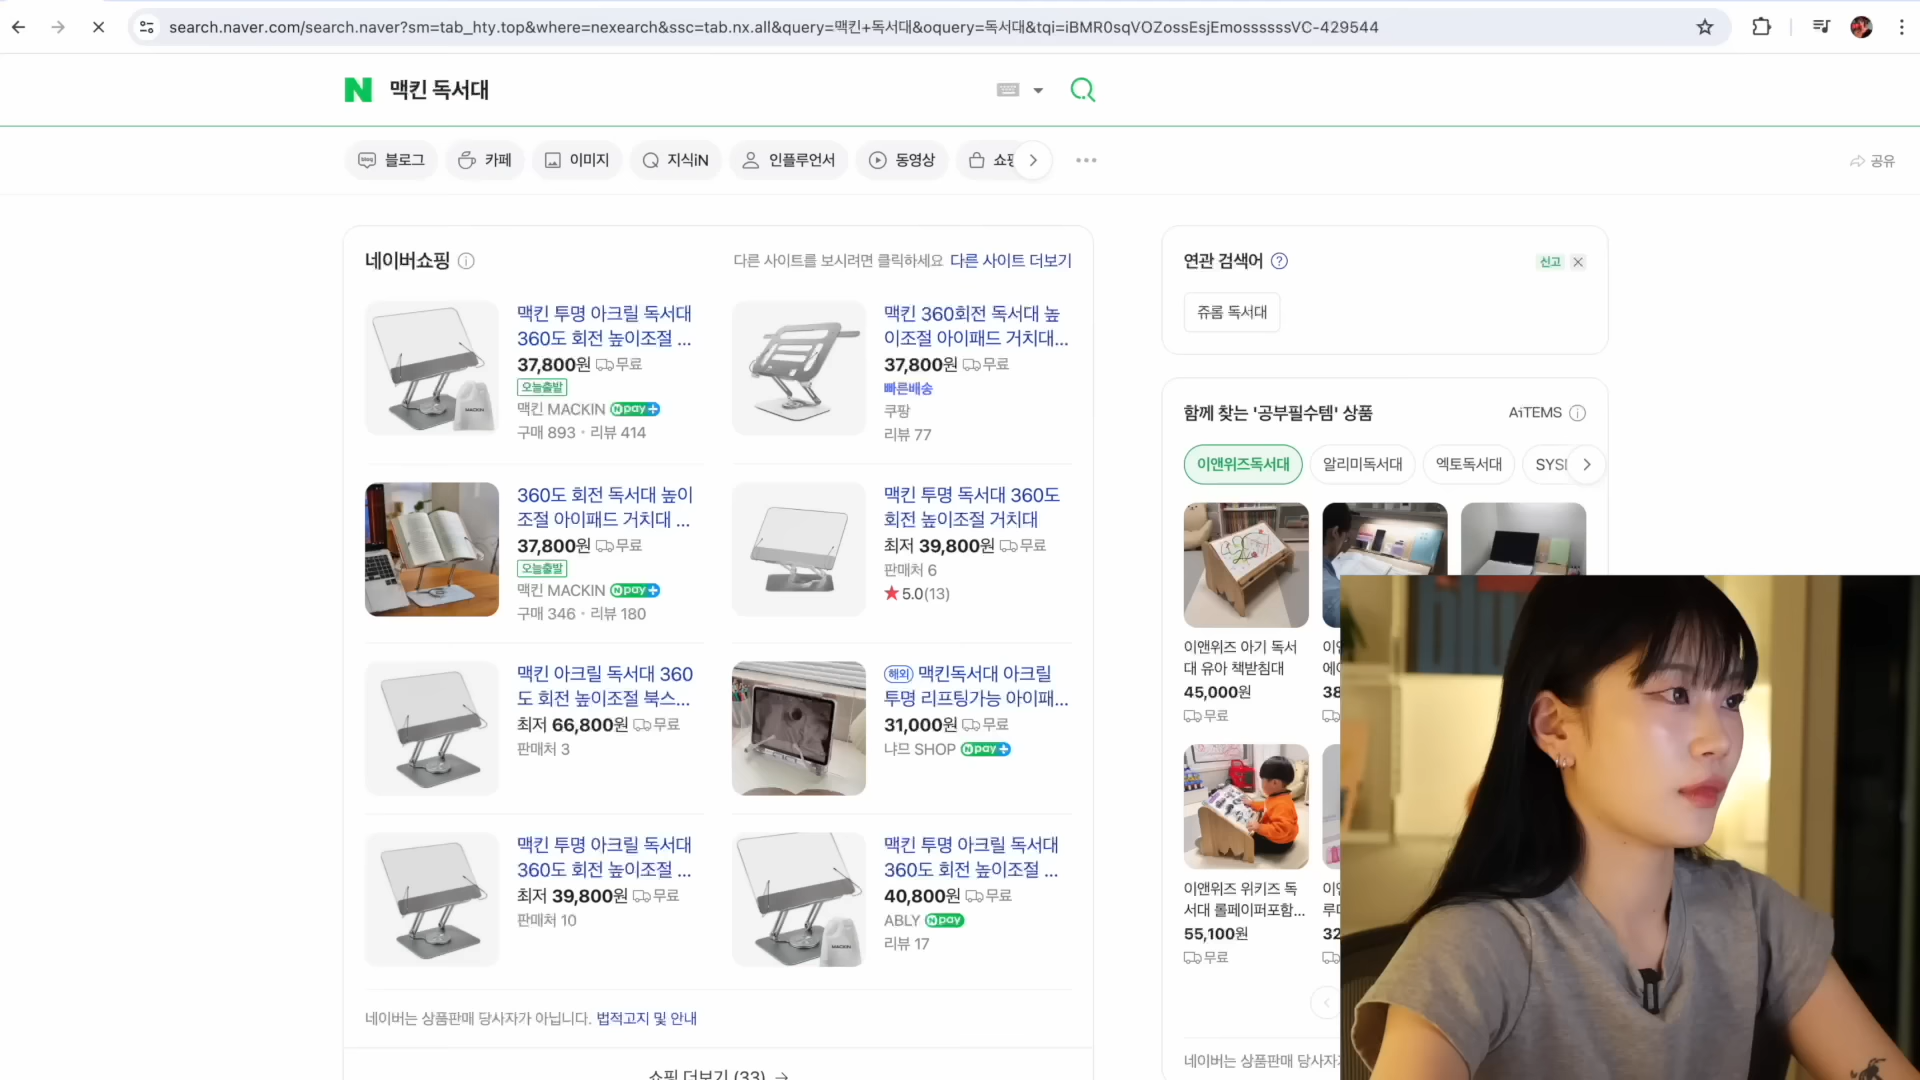 search.naver.com/search.naver?sm=tab_hty.top&where=nexearch&ssc=tab.nx.all&query=맥킨+독서대&oquery=독서대&tqi=iBMR0sqVOZossEsjEmossssssVC-429544
N 맥킨 독서대
블로그
카페
이미지
지식iN
인플루언서
동영상
공유
네이버쇼핑
다른 사이트를 보시려면 클릭하세요 다른 사이트 더보기
맥킨 투명 아크릴 독서대
360도 회전 높이조절 ...
37,800원 무료
오늘출발
맥킨 MACKIN Npay+
구매 893 · 리뷰 414
맥킨 360회전 독서대 높
이조절 아이패드 거치대...
37,800원 무료
빠른배송
쿠팡
리뷰 77
360도 회전 독서대 높이
조절 아이패드 거치대 ...
37,800원 무료
오늘출발
맥킨 MACKIN Npay+
구매 346 · 리뷰 180
맥킨 투명 독서대 360도
회전 높이조절 거치대
최저 39,800원 무료
판매처 6
★5.0(13)
맥킨 아크릴 독서대 360
도 회전 높이조절 북스...
최저 66,800원 무료
판매처 3
해외 맥킨독서대 아크릴
투명 리프팅가능 아이패...
31,000원 무료
냐므 SHOP Npay+
맥킨 투명 아크릴 독서대
360도 회전 높이조절 ...
최저 39,800원 무료
판매처 10
맥킨 투명 아크릴 독서대
360도 회전 높이조절 ...
40,800원 무료
ABLY Npay
리뷰 17
네이버는 상품판매 당사자가 아닙니다. 법적고지 및 안내
쇼핑 더보기 (33) →
연관 검색어
신고
쥬롬 독서대
함께 찾는 '공부필수템' 상품
AiTEMS
이앤위즈독서대
알리미독서대
엑토독서대
이앤위즈 아기 독서
대 유아 책받침대
45,000원
무료
이앤위즈 위키즈 독
서대 롤페이퍼포함...
55,100원
무료
네이버는 상품판매 당사자